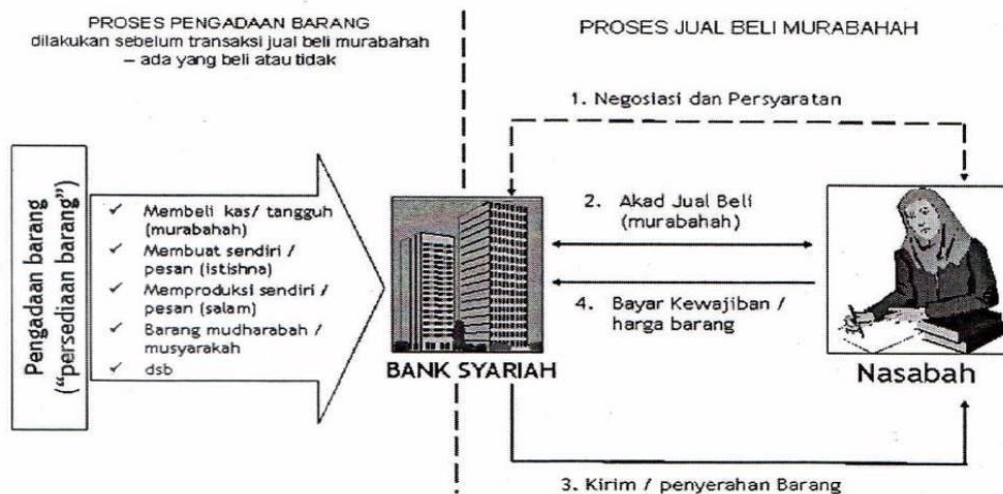 PROSES PENGADAAN BARANG
dilakukan sebelum transaksi jual beli murabahah
– ada yang beli atau tidak
PROSES JUAL BELI MURABAHAH
Pengadaan barang
("persediaan barang")
✓ Membeli kas/ tangguh
(murabahah)
✓ Membuat sendiri /
pesan (istishna)
✓ Memproduksi sendiri /
pesan (salam)
✓ Barang mudharabah /
musyarakah
✓ dsb
BANK SYARIAH
1. Negosiasi dan Persyaratan
2. Akad Jual Beli
(murabahah)
4. Bayar Kewajiban /
harga barang
Nasabah
3. Kirim / penyerahan Barang